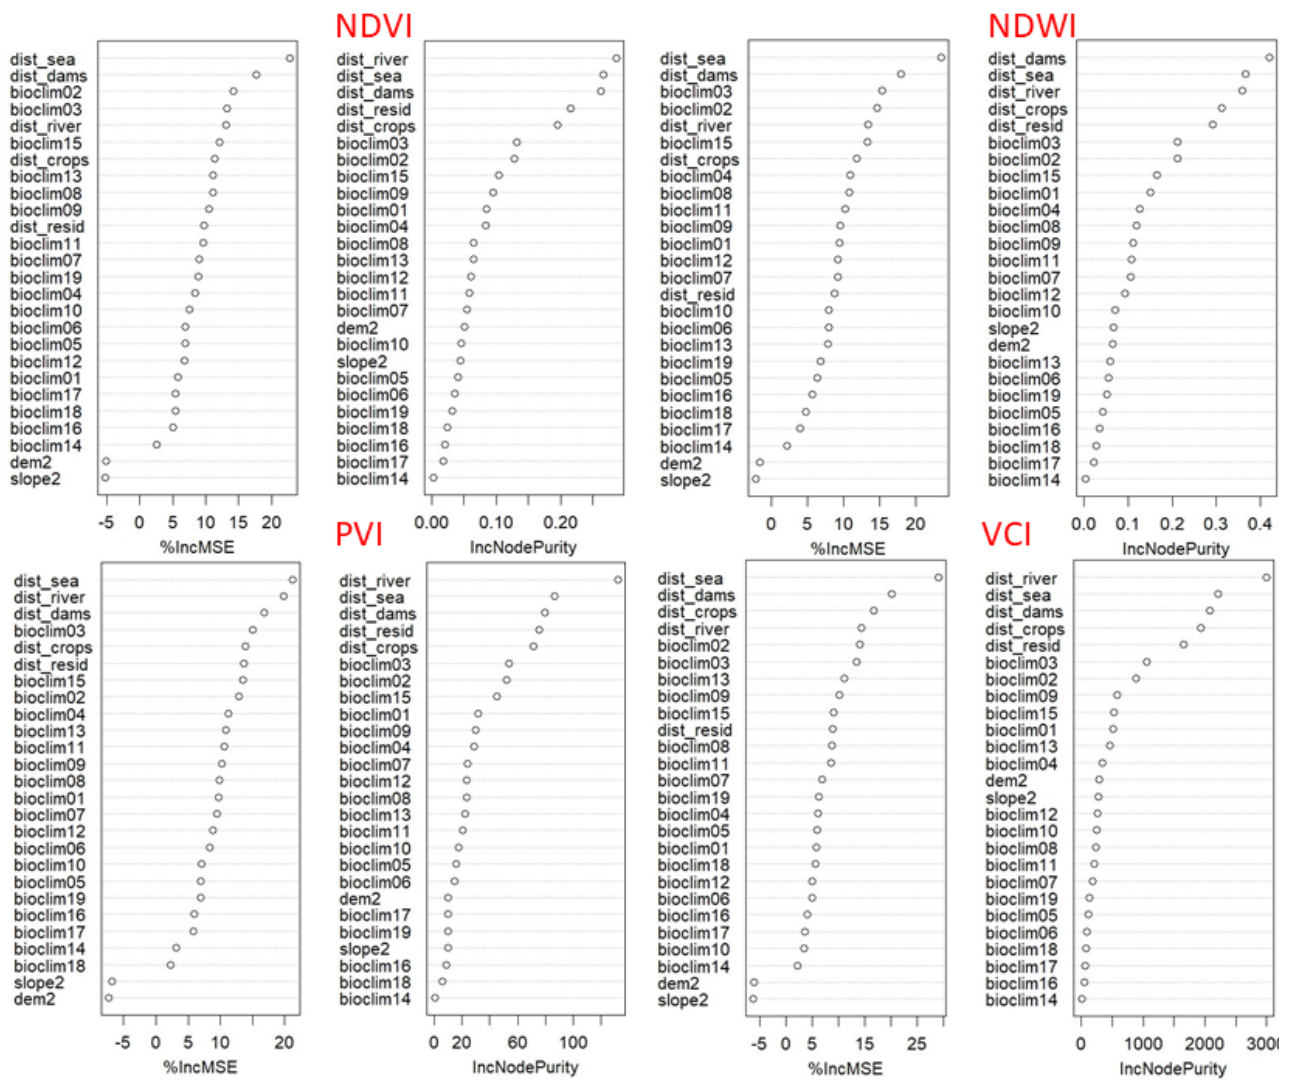 NDVI
dist_sea
dist_dams
bioclim02
bioclim03
dist_river
bioclim15
dist_crops
bioclim13
bioclim08
bioclim09
dist_resid
bioclim11
bioclim07
bioclim19
bioclim04
bioclim10
bioclim06
bioclim05
bioclim12
bioclim01
bioclim17
bioclim18
bioclim16
bioclim14
dem2
slope2
-5 0 5 10 15 20
%IncMSE
dist_river
dist_sea
dist_dams
dist_resid
dist_crops
bioclim03
bioclim02
bioclim15
bioclim09
bioclim01
bioclim04
bioclim08
bioclim13
bioclim12
bioclim11
bioclim07
dem2
bioclim10
slope2
bioclim05
bioclim06
bioclim19
bioclim18
bioclim16
bioclim17
bioclim14
0.00 0.10 0.20
IncNodePurity
NDWI
dist_sea
dist_dams
bioclim03
bioclim02
dist_river
bioclim15
dist_crops
bioclim04
bioclim08
bioclim11
bioclim09
bioclim01
bioclim12
bioclim07
dist_resid
bioclim10
bioclim06
bioclim13
bioclim19
bioclim05
bioclim16
bioclim18
bioclim17
bioclim14
dem2
slope2
0 5 10 15 20
%IncMSE
dist_dams
dist_sea
dist_river
dist_crops
dist_resid
bioclim03
bioclim02
bioclim15
bioclim01
bioclim04
bioclim08
bioclim09
bioclim11
bioclim07
bioclim12
bioclim10
slope2
dem2
bioclim13
bioclim06
bioclim19
bioclim05
bioclim16
bioclim18
bioclim17
bioclim14
0.0 0.1 0.2 0.3 0.4
IncNodePurity
PVI
dist_sea
dist_river
dist_dams
bioclim03
dist_crops
dist_resid
bioclim15
bioclim02
bioclim04
bioclim13
bioclim11
bioclim09
bioclim08
bioclim01
bioclim07
bioclim12
bioclim06
bioclim10
bioclim05
bioclim19
bioclim16
bioclim17
bioclim14
bioclim18
slope2
dem2
-5 0 5 10 20
%IncMSE
dist_river
dist_sea
dist_dams
dist_resid
dist_crops
bioclim03
bioclim02
bioclim15
bioclim01
bioclim09
bioclim04
bioclim07
bioclim12
bioclim08
bioclim13
bioclim11
bioclim10
bioclim05
bioclim06
dem2
bioclim17
bioclim19
slope2
bioclim16
bioclim18
bioclim14
0 20 60 100
IncNodePurity
VCI
dist_sea
dist_dams
dist_crops
dist_river
bioclim02
bioclim03
bioclim13
bioclim09
bioclim15
dist_resid
bioclim08
bioclim11
bioclim07
bioclim19
bioclim04
bioclim05
bioclim01
bioclim18
bioclim12
bioclim06
bioclim16
bioclim17
bioclim10
bioclim14
dem2
slope2
-5 0 5 15 25
%IncMSE
dist_river
dist_sea
dist_dams
dist_crops
dist_resid
bioclim03
bioclim02
bioclim09
bioclim15
bioclim01
bioclim13
bioclim04
dem2
slope2
bioclim12
bioclim10
bioclim08
bioclim11
bioclim07
bioclim19
bioclim05
bioclim06
bioclim18
bioclim17
bioclim16
bioclim14
0 1000 2000
IncNodePurity